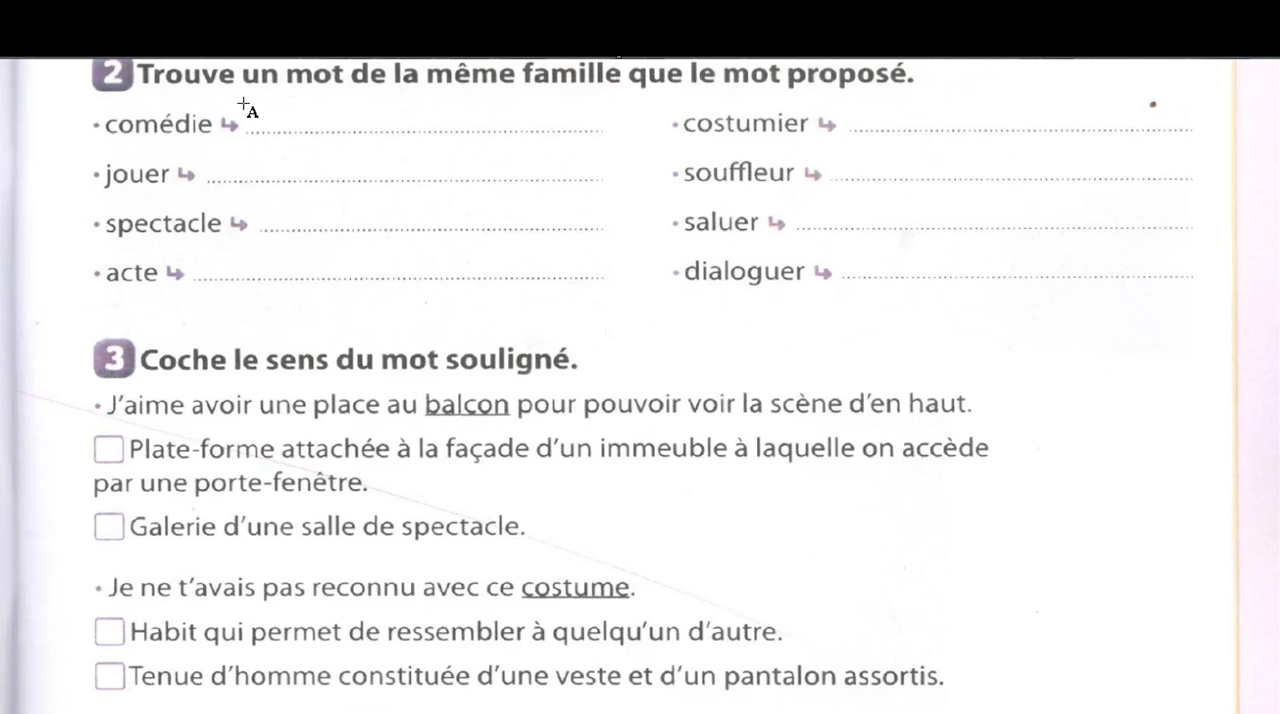 2 Trouve un mot de la même famille que le mot proposé.
• comédie ↳ ........ • costumier ↳ ........
• jouer ↳ ........ • souffleur ↳ ........
• spectacle ↳ ........ • saluer ↳ ........
• acte ↳ ........ • dialoguer ↳ ........
3 Coche le sens du mot souligné.
• J'aime avoir une place au balcon pour pouvoir voir la scène d'en haut.
Plate-forme attachée à la façade d'un immeuble à laquelle on accède
par une porte-fenêtre.
Galerie d'une salle de spectacle.
• Je ne t'avais pas reconnu avec ce costume.
Habit qui permet de ressembler à quelqu'un d'autre.
Tenue d'homme constituée d'une veste et d'un pantalon assortis.